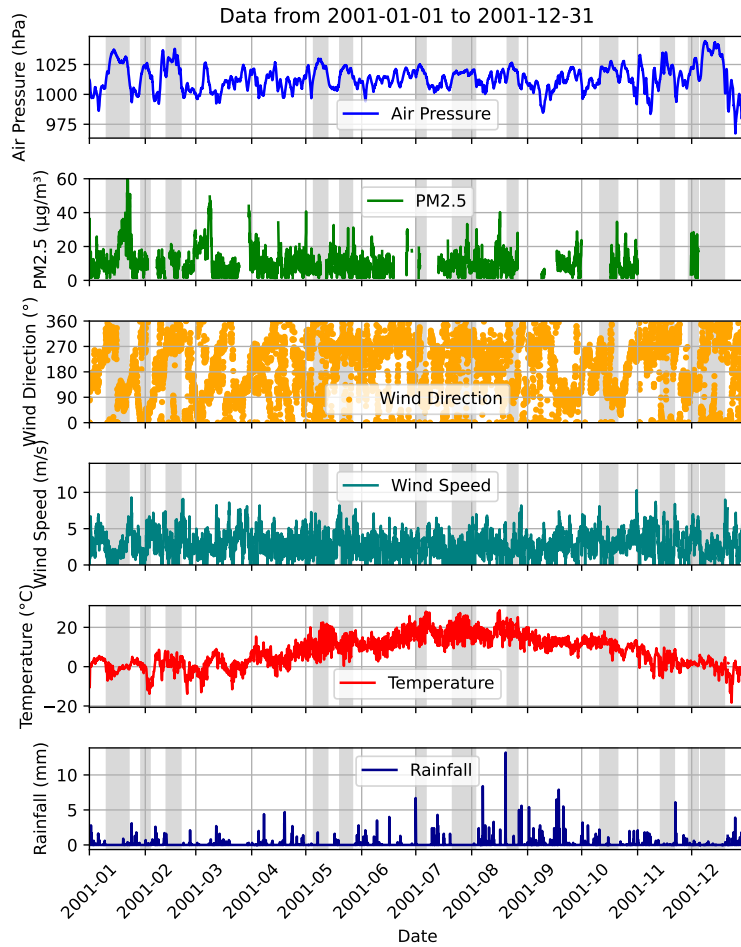 Data from 2001-01-01 to 2001-12-31
Air Pressure (hPa)
1025
1000
975
Air Pressure
PM2.5 (µg/m³)
60
40
20
0
PM2.5
Wind Direction (°)
360
270
180
90
0
Wind Direction
Wind Speed (m/s)
10
5
0
Wind Speed
Temperature (°C)
20
0
−20
Temperature
Rainfall (mm)
10
5
0
Rainfall
2001-01
2001-02
2001-03
2001-04
2001-05
2001-06
2001-07
2001-08
2001-09
2001-10
2001-11
2001-12
Date